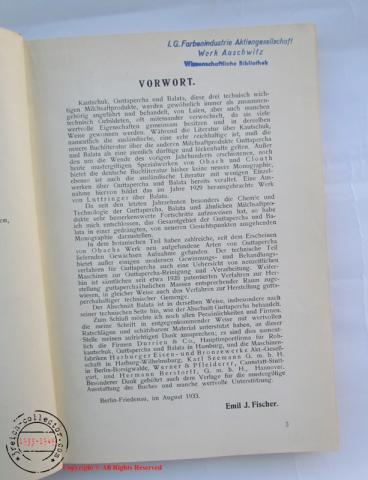 I. G. Farbenindustrie Aktiengesellschaft
Werk Auschwitz
Wissenschaftliche Bibliothek
VORWORT.
Kautschuk, Guttapercha und Balata, diese drei technisch wich-
tigen Milchsaftprodukte, werden gewöhnlich immer als zusammen-
gehörig angeführt und behandelt, von Laien, aber auch manchen
technisch Gebildeten, oft miteinander verwechselt, da sie viele
wertvolle Eigenschaften gemeinsam besitzen und in derselben
Weise gewonnen werden. Während die Literatur über Kautschuk,
namentlich die ausländische, eine sehr reichhaltige ist, muß die
neuere Buchliteratur über die anderen Milchsaftprodukte Guttapercha
und Balata als eine ziemlich dürftige und lückenhafte gelten. Außer
den um die Wende des vorigen Jahrhunderts erschienenen, noch
heute mustergültigen Spezialwerken von Obach und Clouth
bietet die deutsche Buchliteratur bisher keine neuere Monographie,
ebenso ist auch die ausländische Literatur mit wenigen Einzel-
werken über Guttapercha und Balata bereits veraltet. Eine Aus-
nahme hiervon bildet das im Jahre 1929 herausgebrachte Werk
von Luttringer über Balata.
Da seit den letzten Jahrzehnten besonders die Chemie und
Technologie der Guttapercha, Balata und ähnlichen Milchsaftpro-
dukte sehr bemerkenswerte Fortschritte aufzuweisen hat, so habe
ich mich entschlossen, das Gesamtgebiet der Guttapercha und Ba-
lata in einer gedrängten, von neueren Gesichtspunkten ausgehenden
Monographie darzustellen.
In dem botanischen Teil haben zahlreiche, seit dem Erscheinen
von Obachs Werk neu aufgefundene Arten von Guttapercha
liefernden Gewächsen Aufnahme gefunden. Der technische Teil
bietet außer einigen modernen Gewinnungs- und Behandlungs-
verfahren für Guttapercha auch eine Uebersicht von neuzeitlichen
Maschinen zur Guttapercha-Reinigung und -Verarbeitung. Weiter-
hin ist sämtlichen seit etwa 1920 patentierten Verfahren zur Her-
stellung guttaperchaähnlicher Massen entsprechender Raum zuge-
wiesen, in gleicher Weise auch den Verfahren zur Herstellung gutta-
perchahaltiger technischer Gemenge.
Der Abschnitt Balata ist in derselben Weise, insbesondere nach
seiner technischen Seite hin, wie der Abschnitt Guttapercha behandelt.
Zum Schluß möchte ich noch allen Persönlichkeiten und Firmen,
die meine Schrift in entgegenkommender Weise mit wertvollen
Ratschlägen und schätzbarem Material unterstützt haben, an dieser
Stelle meinen aufrichtigen Dank aussprechen; es sind dies nament-
lich die Firmen Durrieu & Co., Hauptimportfirma für Roh-
kautschuk, Guttapercha und Balata in Hamburg, und die Maschinen-
fabriken Harburger Eisen- und Bronzewerke Akt.-Gesell-
schaft in Harburg-Wilhelmsburg, Karl Seemann G. m. b. H.
in Berlin-Borsigwalde, Werner & Pfleiderer, Cannstatt-Stutt-
gart, und Hermann Berstorff, G. m. b. H., Hannover.
Besonderer Dank gebührt auch dem Verlage für die mustergültige
Ausstattung des Buches und manche wertvolle Unterstützung.
Berlin-Friedenau, im August 1933.
Emil J. Fischer.
3
reich-collector.com
1933-1945
Copyright © All Rights Reserved